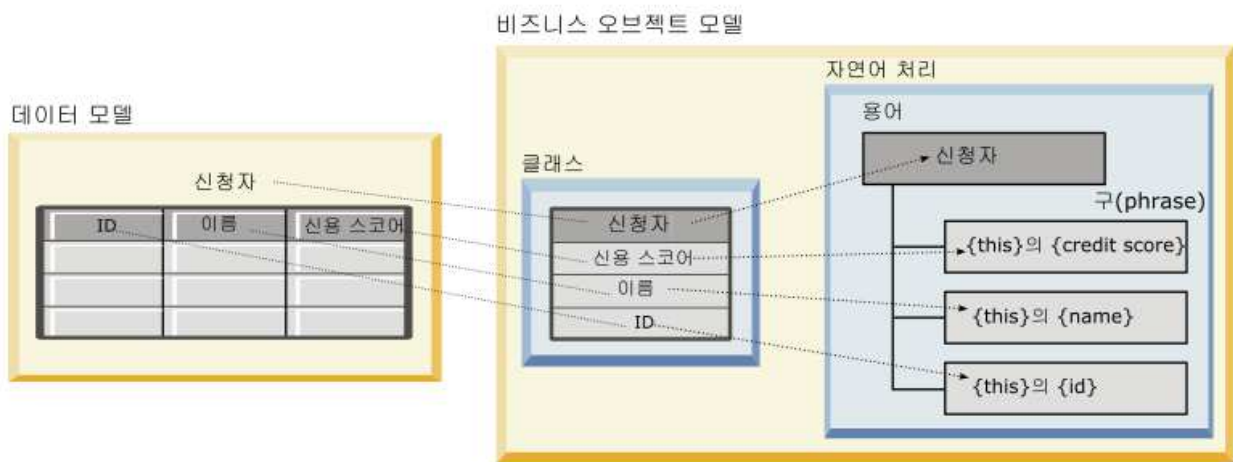 비즈니스 오브젝트 모델
자연어 처리
데이터 모델
용어
클래스
신청자
신청자
구(phrase)
ID 이름 신용 스코어
신청자
신용 스코어
이름
ID
{this}의 {credit score}
{this}의 {name}
{this}의 {id}